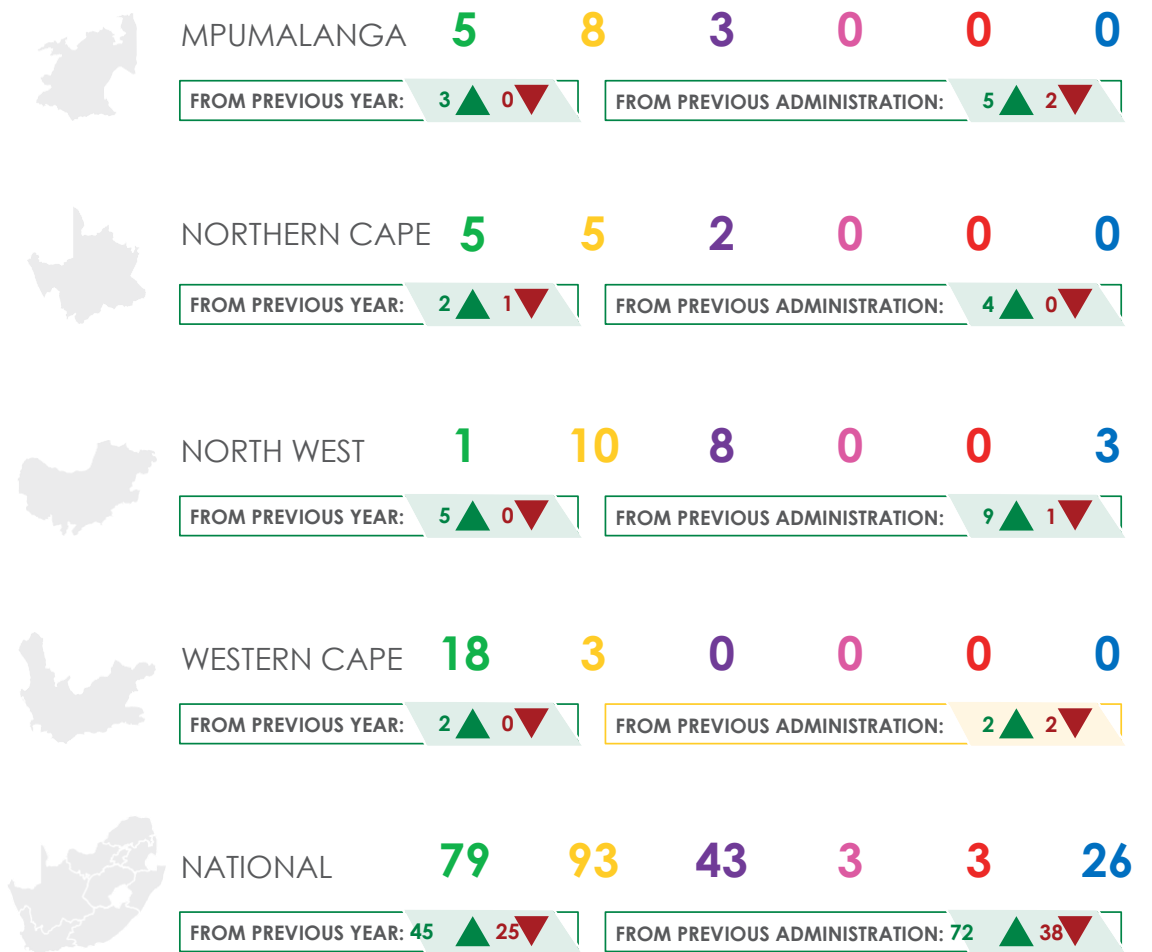 MPUMALANGA 5 8 3 0 0 0
FROM PREVIOUS YEAR: 3 0 FROM PREVIOUS ADMINISTRATION: 5 2
NORTHERN CAPE 5 5 2 0 0 0
FROM PREVIOUS YEAR: 2 1 FROM PREVIOUS ADMINISTRATION: 4 0
NORTH WEST 1 10 8 0 0 3
FROM PREVIOUS YEAR: 5 0 FROM PREVIOUS ADMINISTRATION: 9 1
WESTERN CAPE 18 3 0 0 0 0
FROM PREVIOUS YEAR: 2 0 FROM PREVIOUS ADMINISTRATION: 2 2
NATIONAL 79 93 43 3 3 26
FROM PREVIOUS YEAR: 45 25 FROM PREVIOUS ADMINISTRATION: 72 38